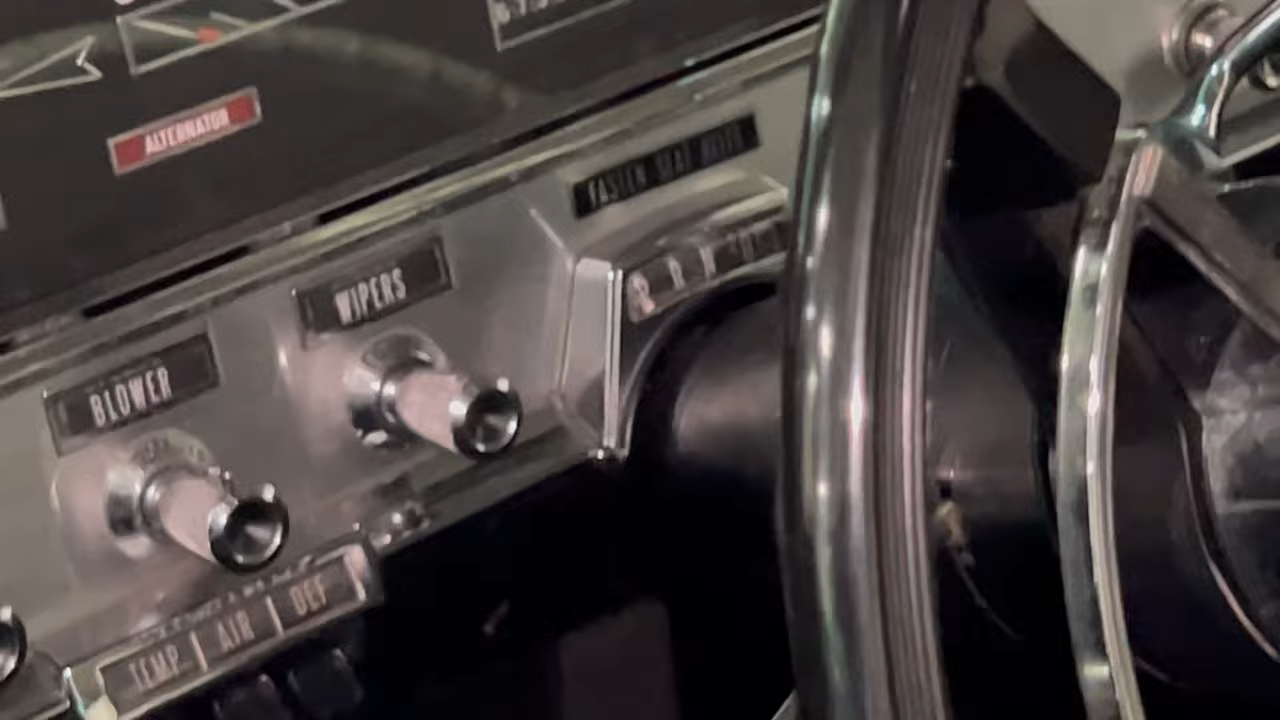 ALTERNATOR
FASTEN SEAT BELTS
WIPERS
BLOWER
TEMP. AIR DEF